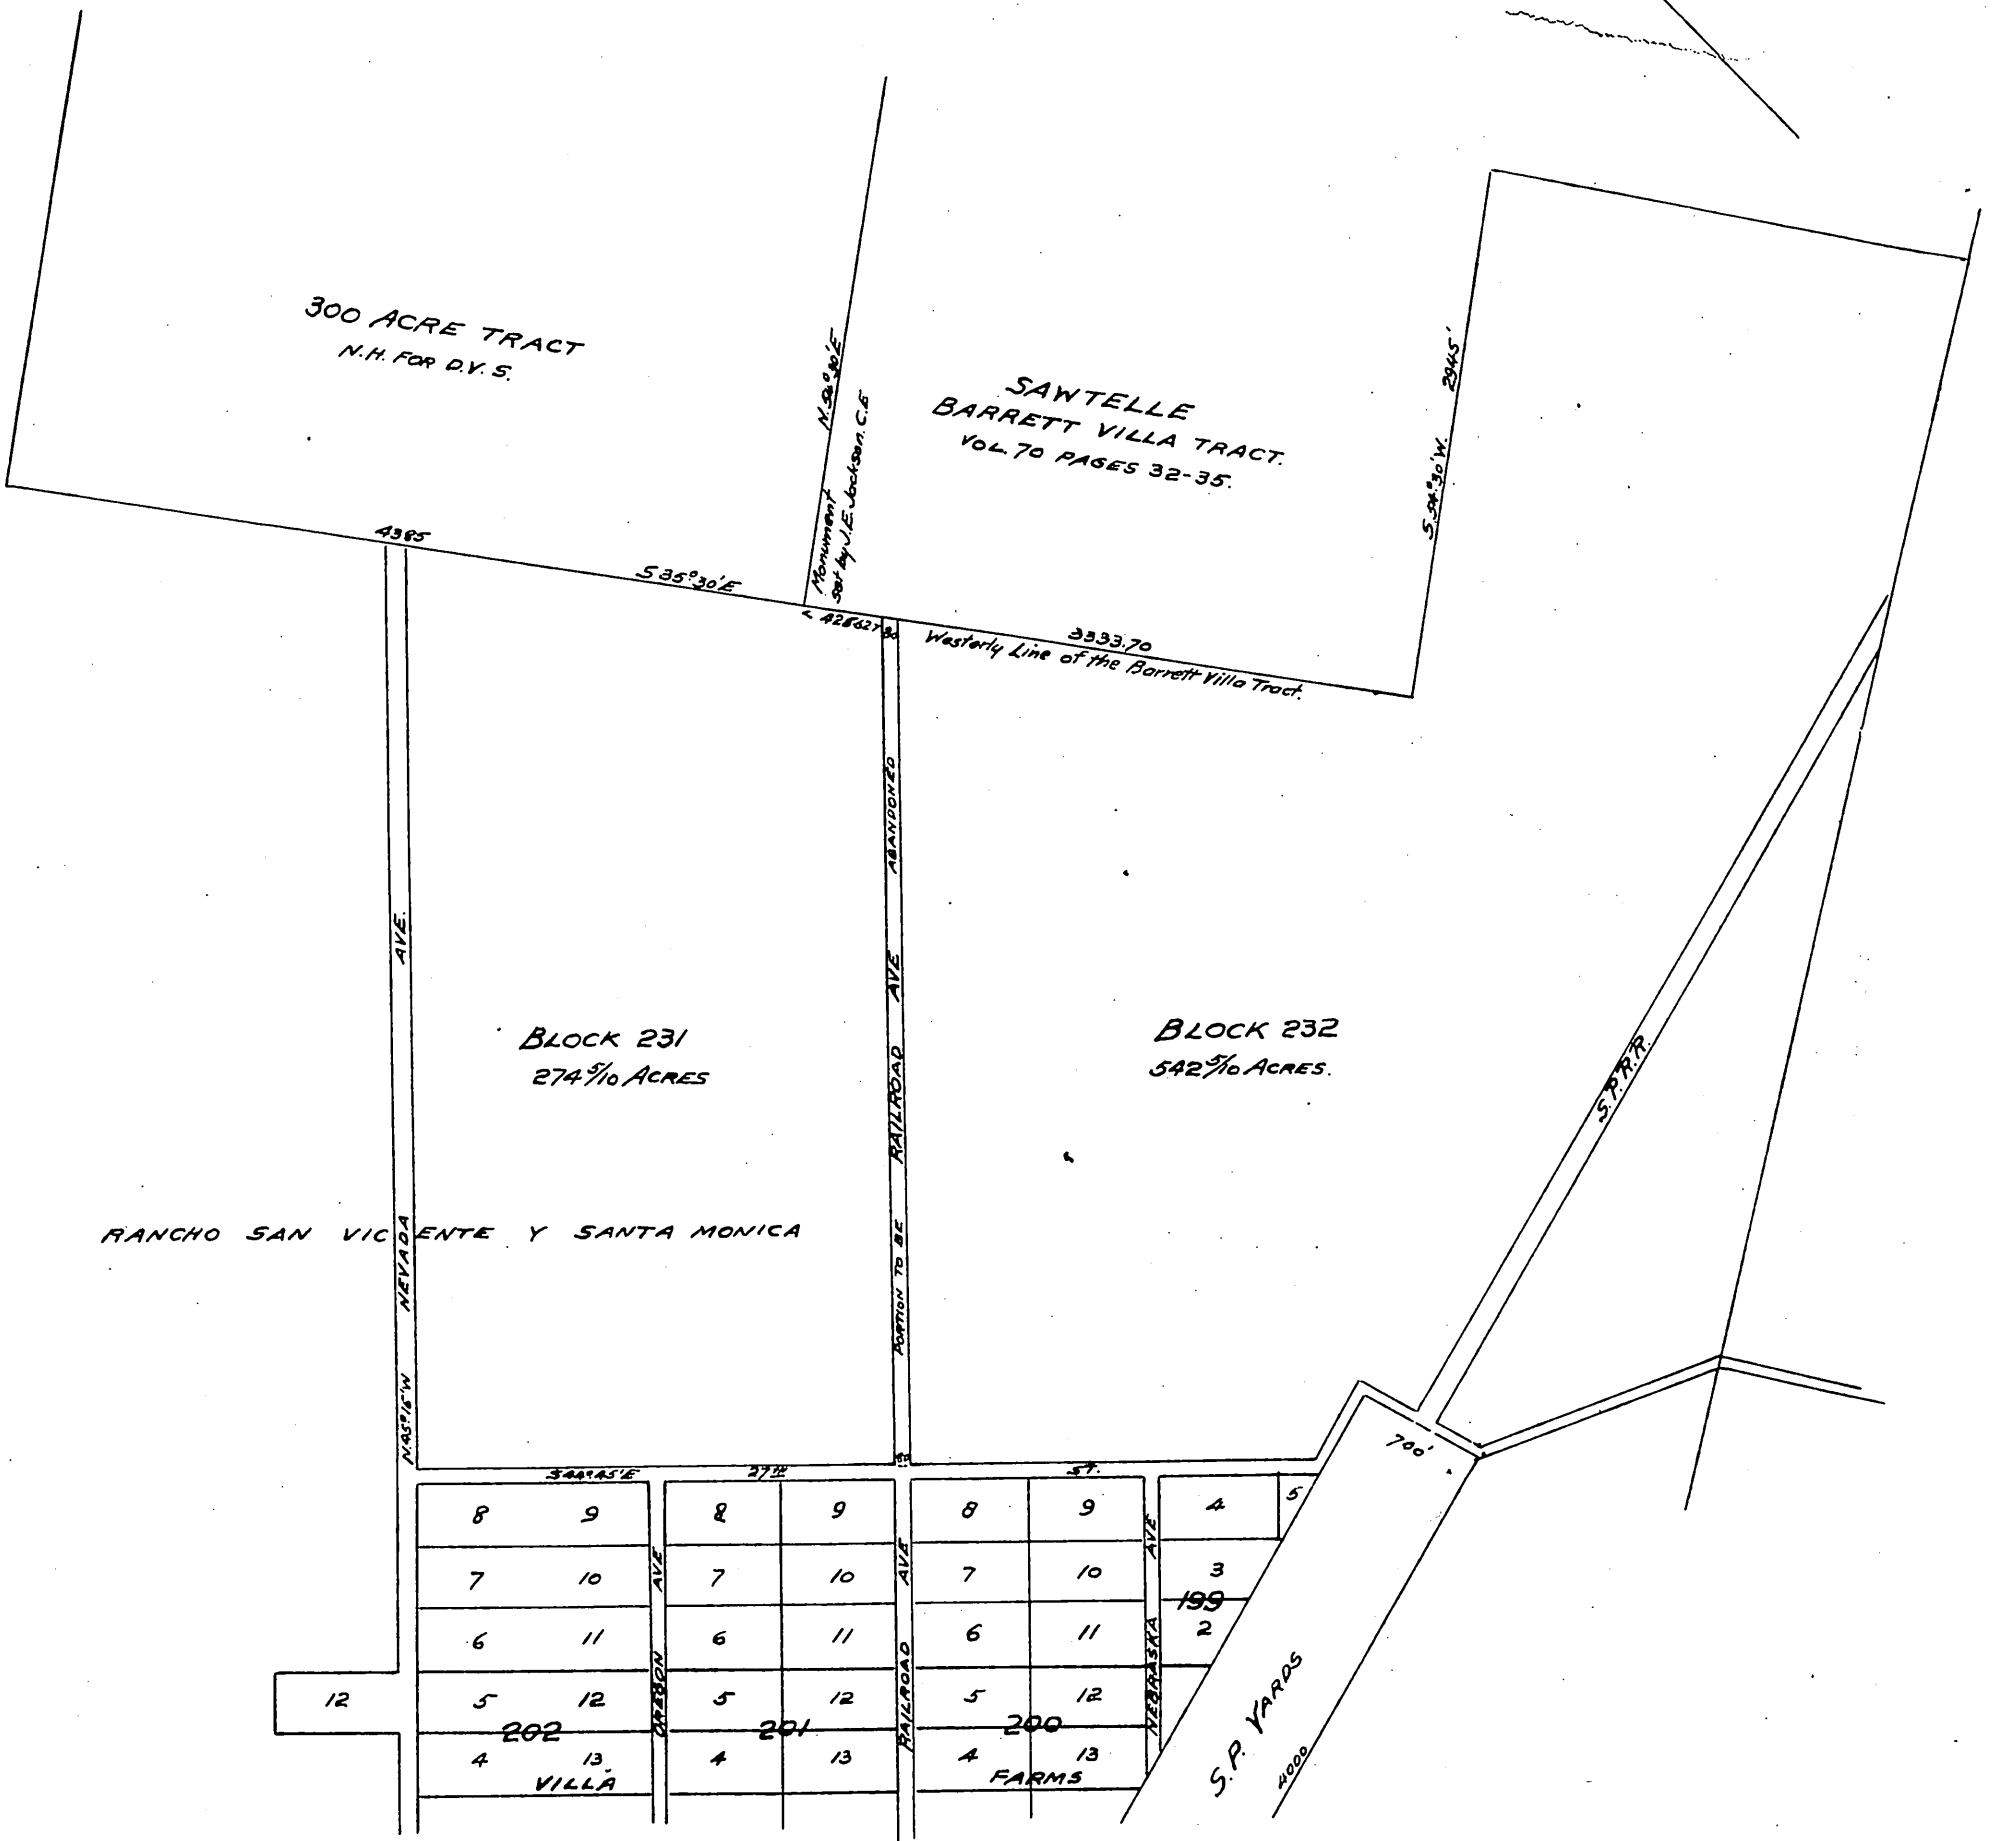 300 ACRE TRACT
N.H. FOR D.V.S.
N.54°30'E
Monument
set by J.E. Jackson. C.E
SAWTELLE
BARRETT VILLA TRACT.
VOL. 70 PAGES 32-35.
S.54°30'W. 2945'
4385
S 35°30'E
3333.70
Westerly Line of the Barrett Villa Tract.
NEVADA AVE.
N.45°15'W
PORTION TO BE RAILROAD AVE ABANDONED
BLOCK 231
274 5/10 ACRES
BLOCK 232
542 5/10 ACRES.
S.P.R.R.
RANCHO SAN VICENTE Y SANTA MONICA
700'
S44°45'E 27TH ST.
8 9 8 9 8 9 4 5
7 10 7 10 7 10 3
199
6 11 6 11 6 11 2
12 5 12 5 12 5 12
202 201 200
4 13 4 13 4 13
VILLA FARMS
OREGON AVE
RAILROAD AVE
NEBRASKA AVE
S.P. YARDS
4000